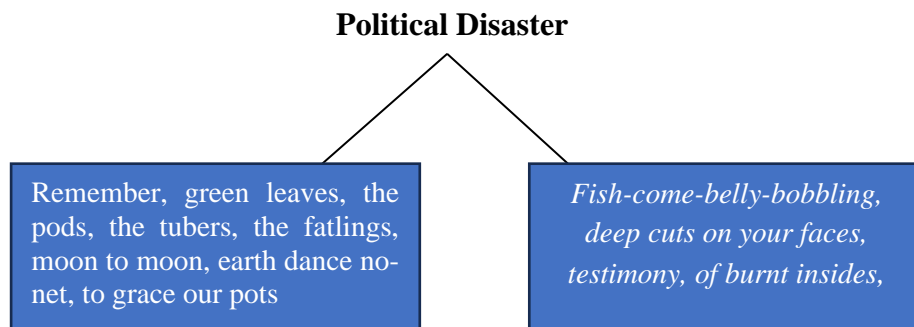 Political Disaster
Remember, green leaves, the
pods, the tubers, the fatlings,
moon to moon, earth dance no-
net, to grace our pots
Fish-come-belly-bobbling,
deep cuts on your faces,
testimony, of burnt insides,